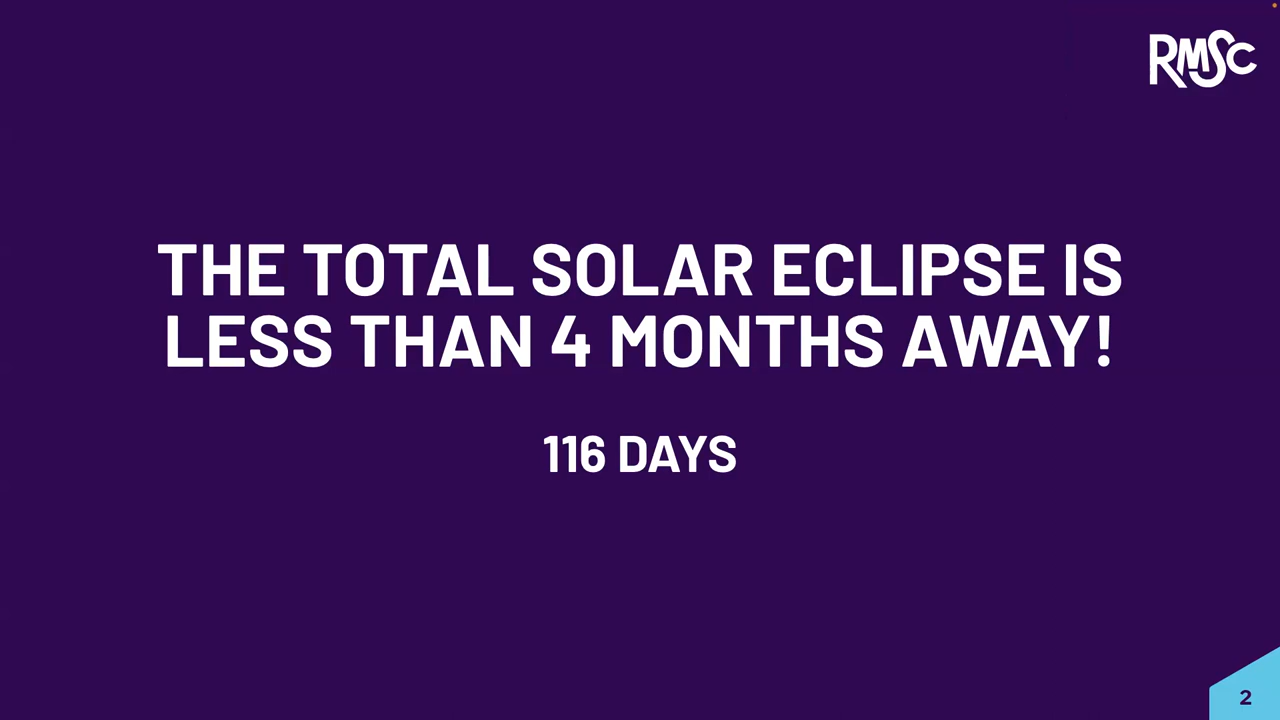 RMSC
THE TOTAL SOLAR ECLIPSE IS
LESS THAN 4 MONTHS AWAY!
116 DAYS
2